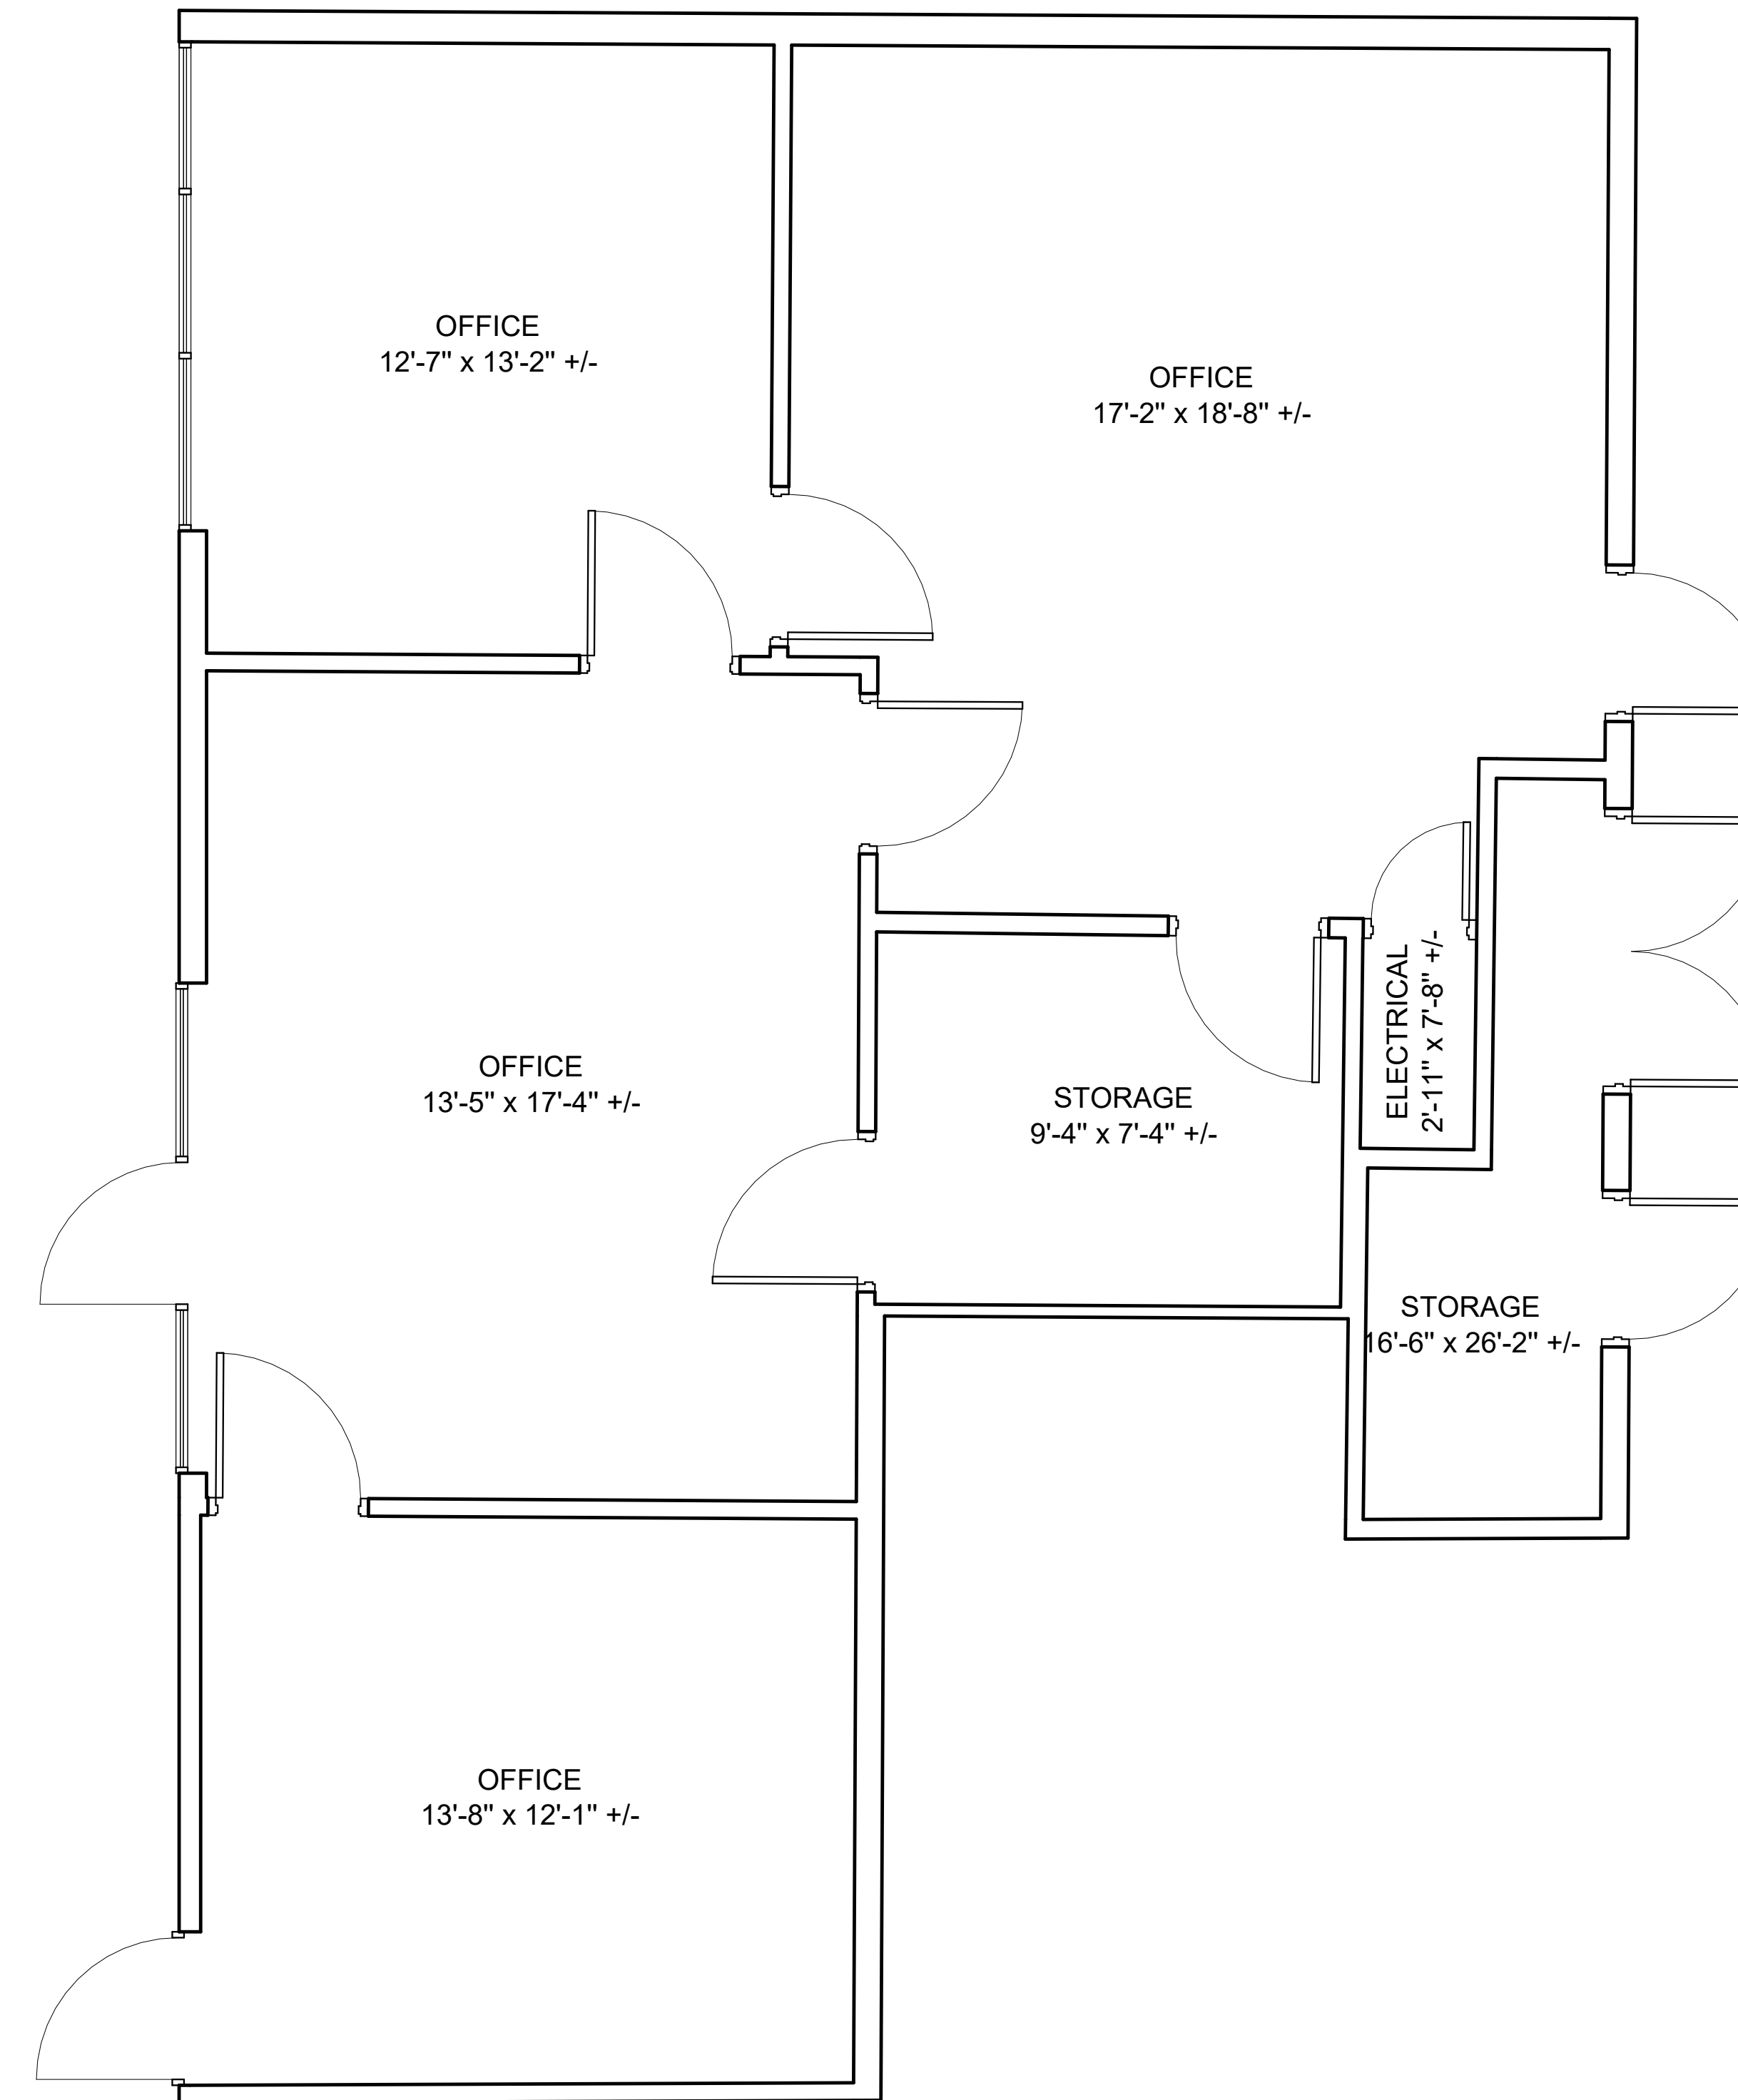 OFFICE
12'-7" x 13'-2" +/-
OFFICE
17'-2" x 18'-8" +/-
OFFICE
13'-5" x 17'-4" +/-
STORAGE
9'-4" x 7'-4" +/-
ELECTRICAL
2'-11" x 7'-8" +/-
STORAGE
16'-6" x 26'-2" +/-
OFFICE
13'-8" x 12'-1" +/-